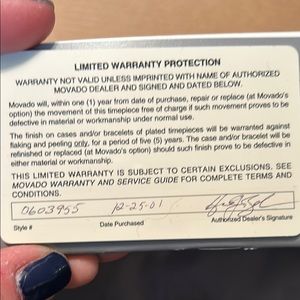 LIMITED WARRANTY PROTECTION
WARRANTY NOT VALID UNLESS IMPRINTED WITH NAME OF AUTHORIZED
MOVADO DEALER AND SIGNED AND DATED BELOW.
Movado will, within one (1) year from date of purchase, repair or replace (at Movado's
option) the movement of this timepiece free of charge if such movement proves to be
defective in material or workmanship under normal use.
The finish on cases and/or bracelets of plated timepieces will be warranted against
flaking and peeling only, for a period of five (5) years. The case and/or bracelet will be
refinished or replaced (at Movado's option) should such finish prove to be defective in
either material or workmanship.
THIS LIMITED WARRANTY IS SUBJECT TO CERTAIN EXCLUSIONS. SEE
MOVADO WARRANTY AND SERVICE GUIDE FOR COMPLETE TERMS AND
CONDITIONS.
0603955 12-25-01
Style # Date Purchased Authorized Dealer's Signature